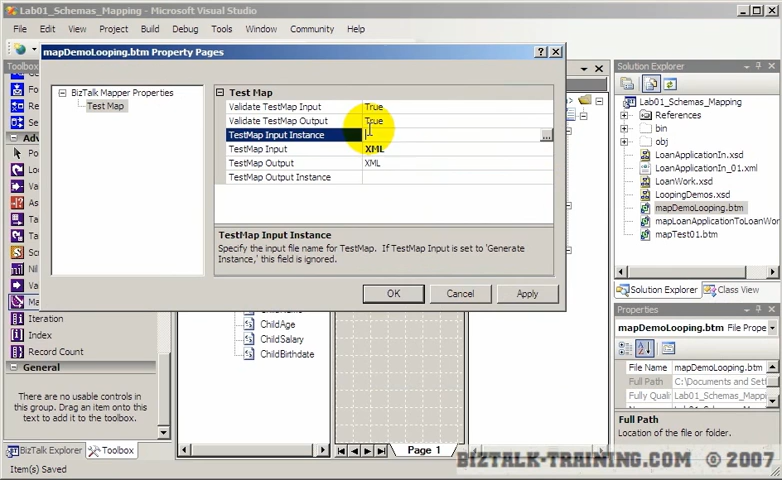 Lab01_Schemas_Mapping - Microsoft Visual Studio
File
View
Project
Build
Debug
Data
Tools
Test
Window
Community
Help
mapDemoLooping.btm Property Pages
BizTalk Mapper Properties
Test Map
Test Map
Validate TestMap Input True
Validate TestMap Output True
TestMap Input Instance
TestMap Input XML
TestMap Output XML
TestMap Output Instance
TestMap Input Instance
Specify the input file name for TestMap. If TestMap Input is set to 'Generate
Instance,' this field is ignored.
OK
Cancel
Apply
Toolbox
Iteration
Index
Record Count
General
There are no usable controls in
this group. Drag an item onto this
text to add it to the toolbox.
BizTalk Explorer
Toolbox
Item(s) Saved
ChildAge
ChildSalary
ChildBirthdate
Page 1
Solution Explorer
Lab01_Schemas_Mapping
References
bin
obj
LoanApplicationIn.xsd
LoanApplicationIn_01.xml
LoanWork.xsd
LoopingDemos.xsd
mapDemoLooping.btm
mapLoanApplicationToLoanWor
mapTest01.btm
Solution Explorer
Class View
Properties
mapDemoLooping.btm File Proper
File Name mapDemoLooping.btm
Full Path C:\Documents and Sett
Fully Quali Lab01_Schemas_Mappi
Full Path
Location of the file or folder.
BIZTALK-TRAINING.COM © 2007